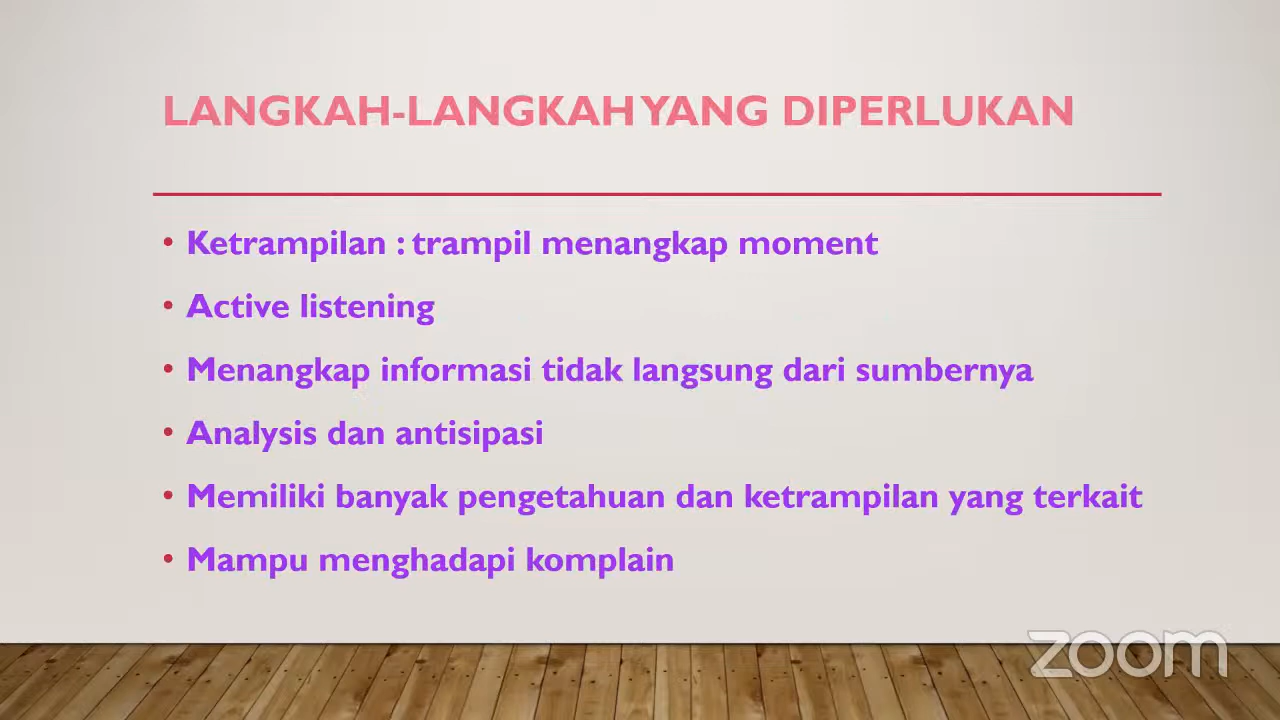 LANGKAH-LANGKAH YANG DIPERLUKAN
• Ketrampilan : trampil menangkap moment
• Active listening
• Menangkap informasi tidak langsung dari sumbernya
• Analysis dan antisipasi
• Memiliki banyak pengetahuan dan ketrampilan yang terkait
• Mampu menghadapi komplain
zoom